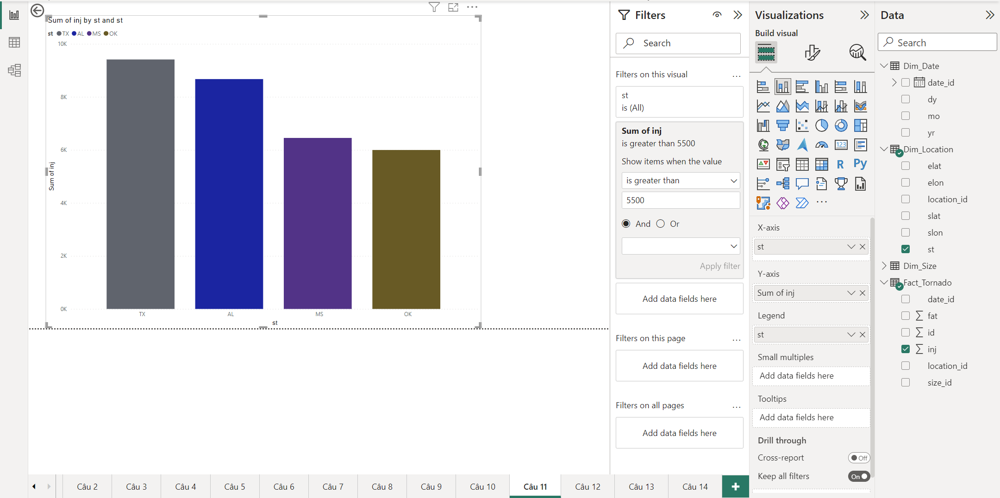 Sum of inj by st and st
st TX AL MS OK
10K
8K
6K
4K
2K
0K
Sum of inj
TX AL MS OK
st
Filters
Search
Filters on this visual ...
st
is (All)
Sum of inj
is greater than 5500
Show items when the value
is greater than
5500
And Or
Apply filter
Add data fields here
Filters on this page ...
Add data fields here
Filters on all pages ...
Add data fields here
Visualizations
Build visual
123
R Py
...
X-axis
st
Y-axis
Sum of inj
Legend
st
Small multiples
Add data fields here
Tooltips
Add data fields here
Drill through
Cross-report Off
Keep all filters On
Data
Search
Dim_Date
date_id
dy
mo
yr
Dim_Location
elat
elon
location_id
slat
slon
st
Dim_Size
Fact_Tornado
date_id
fat
id
inj
location_id
size_id
Câu 2 Câu 3 Câu 4 Câu 5 Câu 6 Câu 7 Câu 8 Câu 9 Câu 10 Câu 11 Câu 12 Câu 13 Câu 14